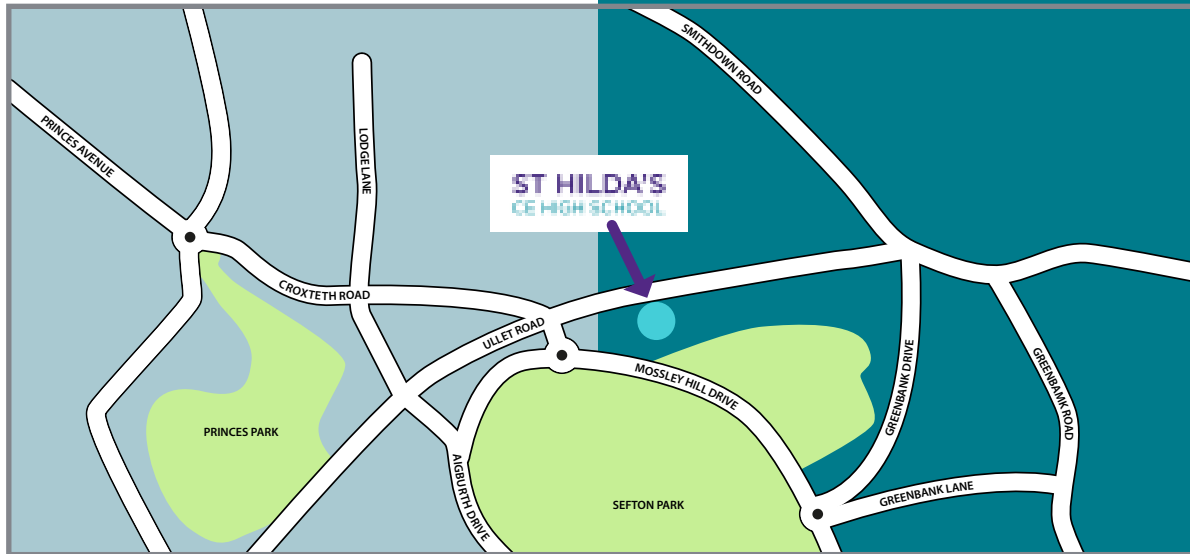 SMITHDOWN ROAD
PRINCES AVENUE
LODGE LANE
ST HILDA'S
CE HIGH SCHOOL
CROXTETH ROAD
ULLET ROAD
MOSSLEY HILL DRIVE
GREENBANK DRIVE
GREENBAMK ROAD
PRINCES PARK
AIGBURTH DRIVE
SEFTON PARK
GREENBANK LANE